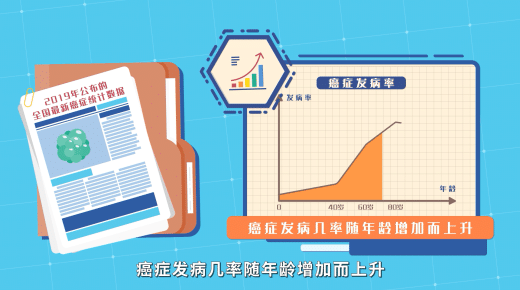 2019年公布的
全国最新癌症统计数据
癌症发病率
发病率
年龄
0
40岁
60岁
80岁
癌症发病几率随年龄增加而上升
癌症发病几率随年龄增加而上升